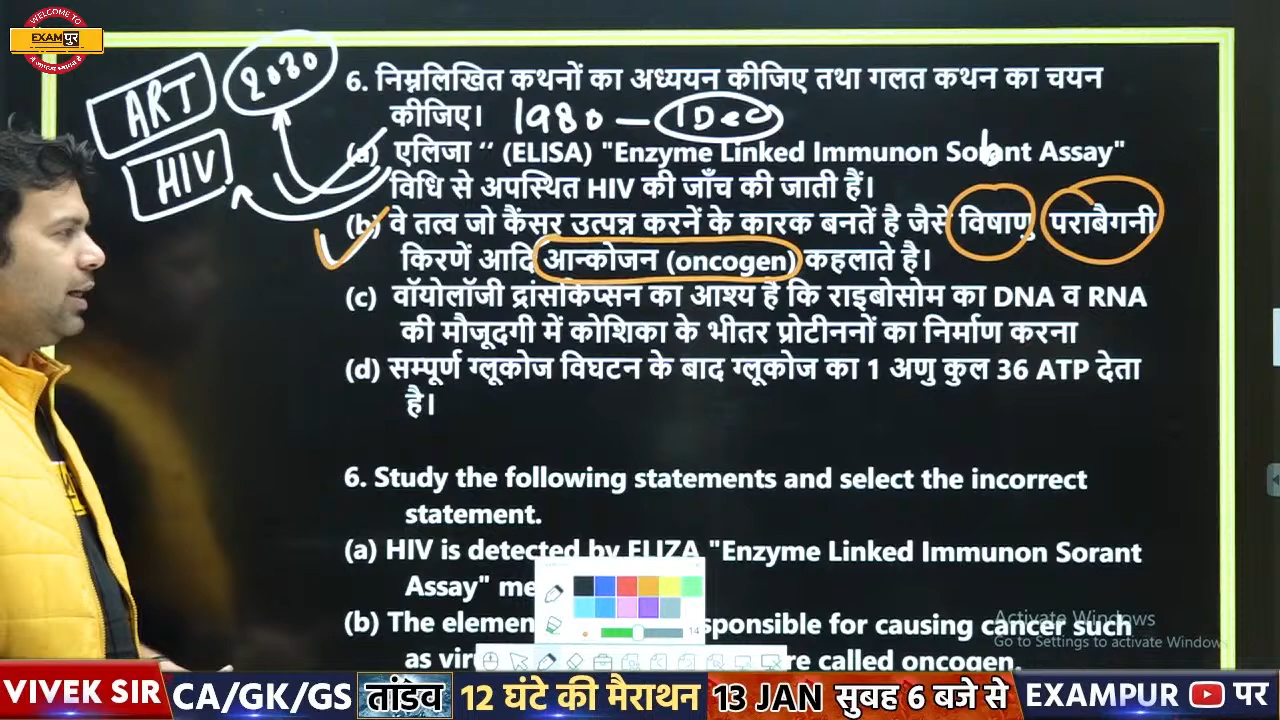 WELCOME TO
EXAMपुर
ART
2030
HIV
6. निम्नलिखित कथनों का अध्ययन कीजिए तथा गलत कथन का चयन
कीजिए। 1980 – 1 Dec
(a) एलिजा “ (ELISA) "Enzyme Linked Immunon Sorant Assay"
b
विधि से अपस्थित HIV की जाँच की जाती हैं।
(b) वे तत्व जो कैंसर उत्पन्न करनें के कारक बनतें है जैसे विषाणु पराबैगनी
किरणें आदि आन्कोजन (oncogen) कहलाते है।
(c) वॉयोलॉजी द्रांसकिप्सन का आश्य है कि राइबोसोम का DNA व RNA
की मौजूदगी में कोशिका के भीतर प्रोटीननों का निर्माण करना
(d) सम्पूर्ण ग्लूकोज विघटन के बाद ग्लूकोज का 1 अणु कुल 36 ATP देता
है।
6. Study the following statements and select the incorrect
statement.
(a) HIV is detected by ELIZA "Enzyme Linked Immunon Sorant
Assay" me
14
(b) The elemen sponsible for causing cancer such
as vir re called oncogen.
Activate Windows
Go to Settings to activate Windows
VIVEK SIR CA/GK/GS तांडेव 12 घंटे की मैराथन 13 JAN सुबह 6 बजे से EXAMPUR पर